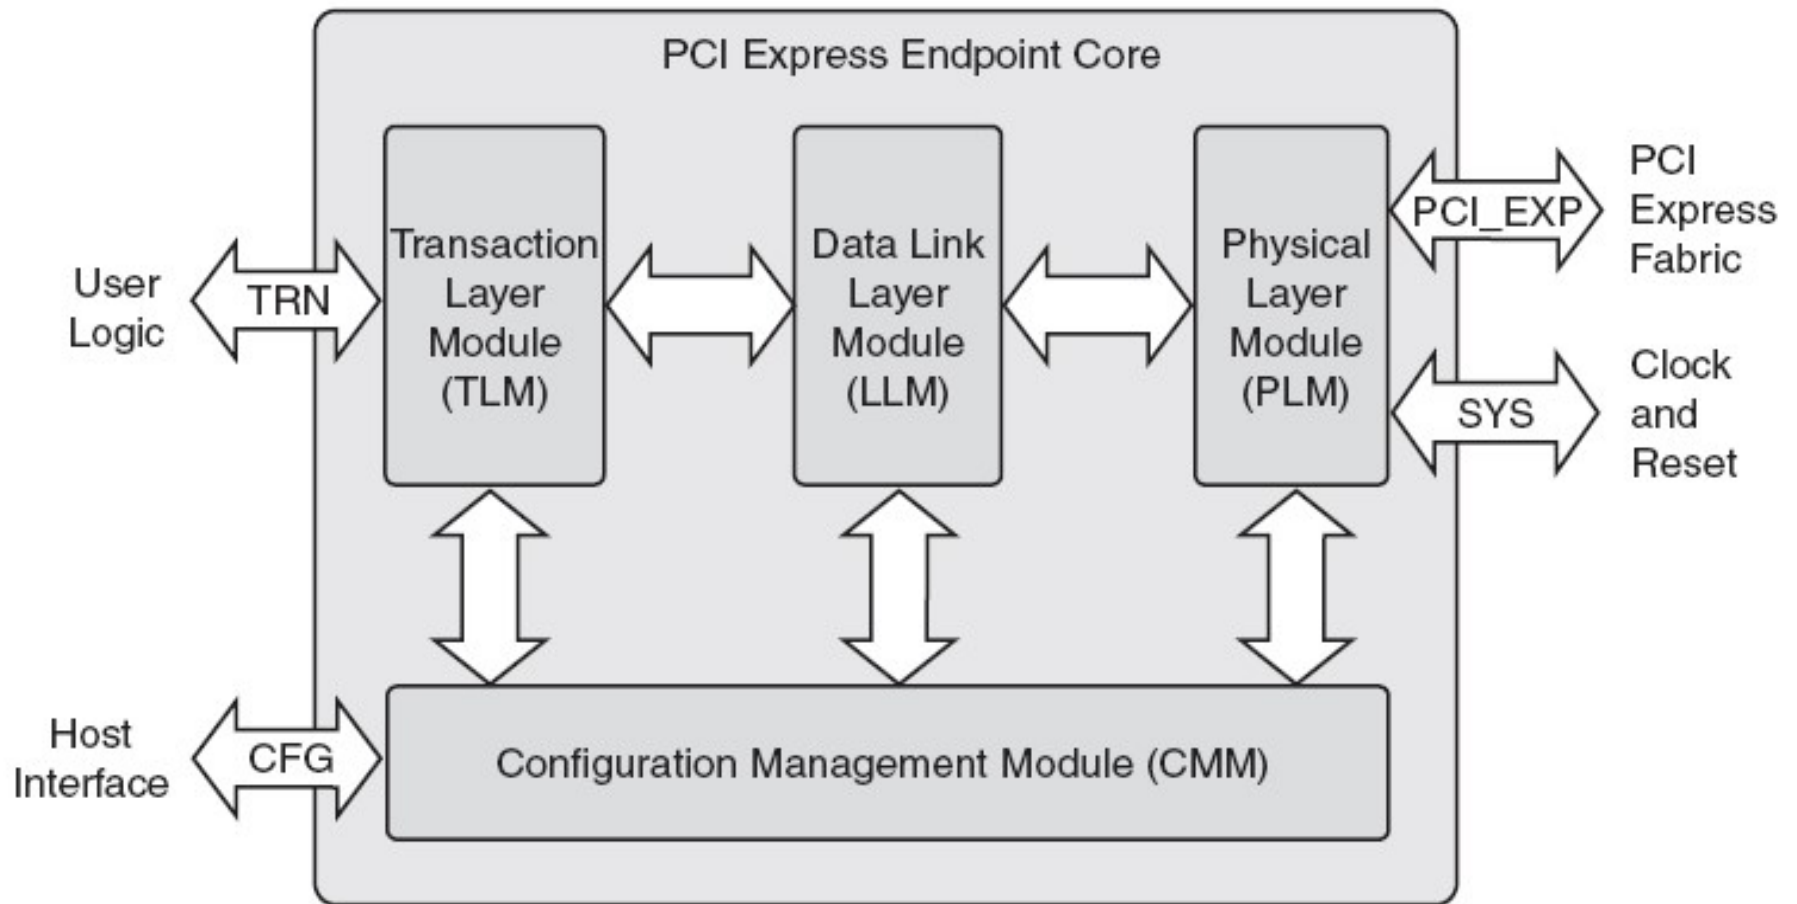 PCI Express Endpoint Core
User
Logic
TRN
Transaction
Layer
Module
(TLM)
Data Link
Layer
Module
(LLM)
Physical
Layer
Module
(PLM)
PCI_EXP
PCI
Express
Fabric
SYS
Clock
and
Reset
Host
Interface
CFG
Configuration Management Module (CMM)